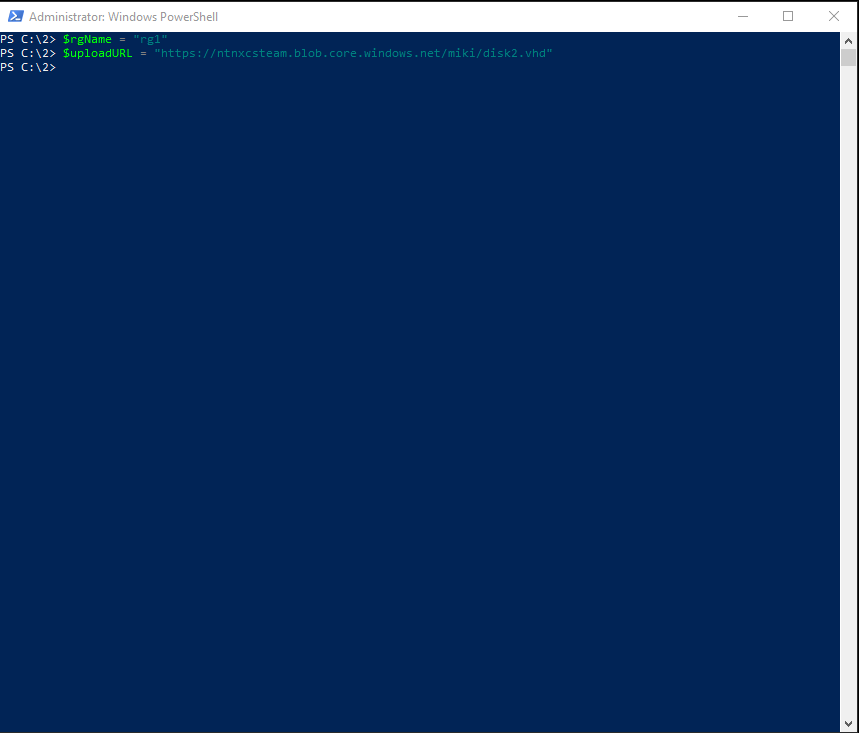 Administrator: Windows PowerShell
PS C:\2> $rgName = "rg1"
PS C:\2> $uploadURL = "https://ntnxcsteam.blob.core.windows.net/miki/disk2.vhd"
PS C:\2>